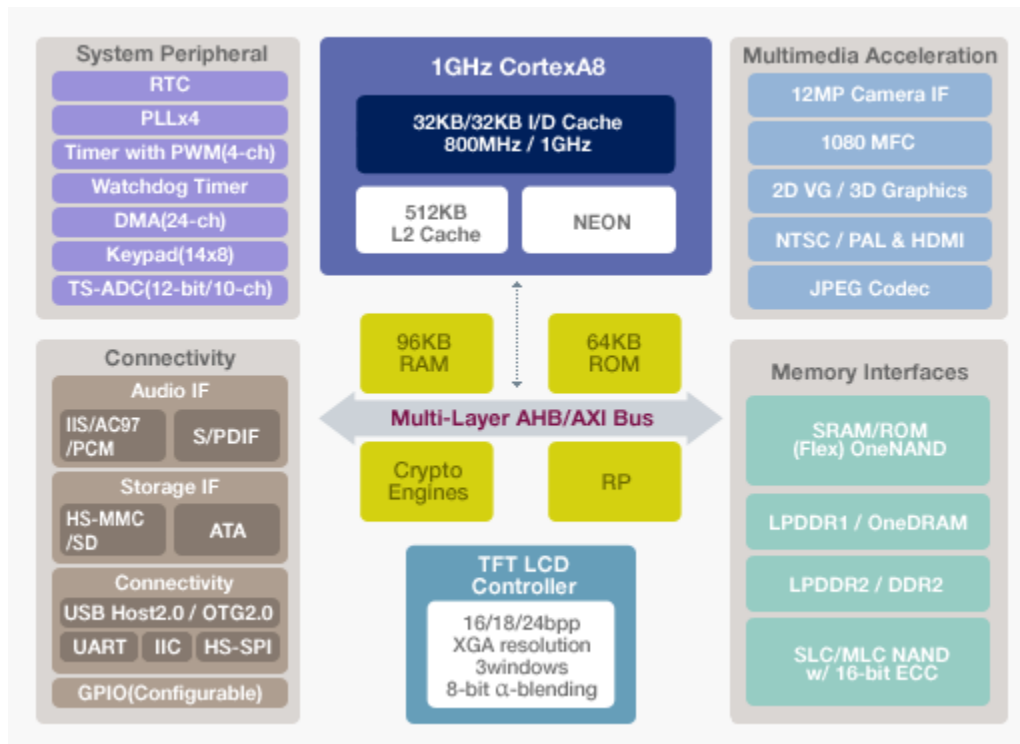 System Peripheral
RTC
PLLx4
Timer with PWM(4-ch)
Watchdog Timer
DMA(24-ch)
Keypad(14x8)
TS-ADC(12-bit/10-ch)
1GHz CortexA8
32KB/32KB I/D Cache
800MHz / 1GHz
512KB
L2 Cache
NEON
Multimedia Acceleration
12MP Camera IF
1080 MFC
2D VG / 3D Graphics
NTSC / PAL & HDMI
JPEG Codec
96KB
RAM
64KB
ROM
Multi-Layer AHB/AXI Bus
Crypto
Engines
RP
Connectivity
Audio IF
IIS/AC97
/PCM
S/PDIF
Storage IF
HS-MMC
/SD
ATA
Connectivity
USB Host2.0 / OTG2.0
UART
IIC
HS-SPI
GPIO(Configurable)
TFT LCD
Controller
16/18/24bpp
XGA resolution
3windows
8-bit α-blending
Memory Interfaces
SRAM/ROM
(Flex) OneNAND
LPDDR1 / OneDRAM
LPDDR2 / DDR2
SLC/MLC NAND
w/ 16-bit ECC